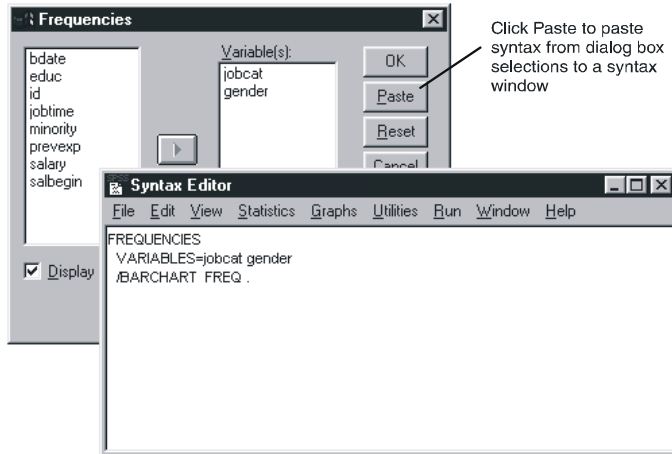 Frequencies
bdate
educ
id
jobtime
minority
prevexp
salary
salbegin
Variable(s):
jobcat
gender
OK
Paste
Reset
Cancel
Display
Click Paste to paste
syntax from dialog box
selections to a syntax
window
Syntax Editor
File Edit View Statistics Graphs Utilities Run Window Help
FREQUENCIES
VARIABLES=jobcat gender
/BARCHART FREQ .